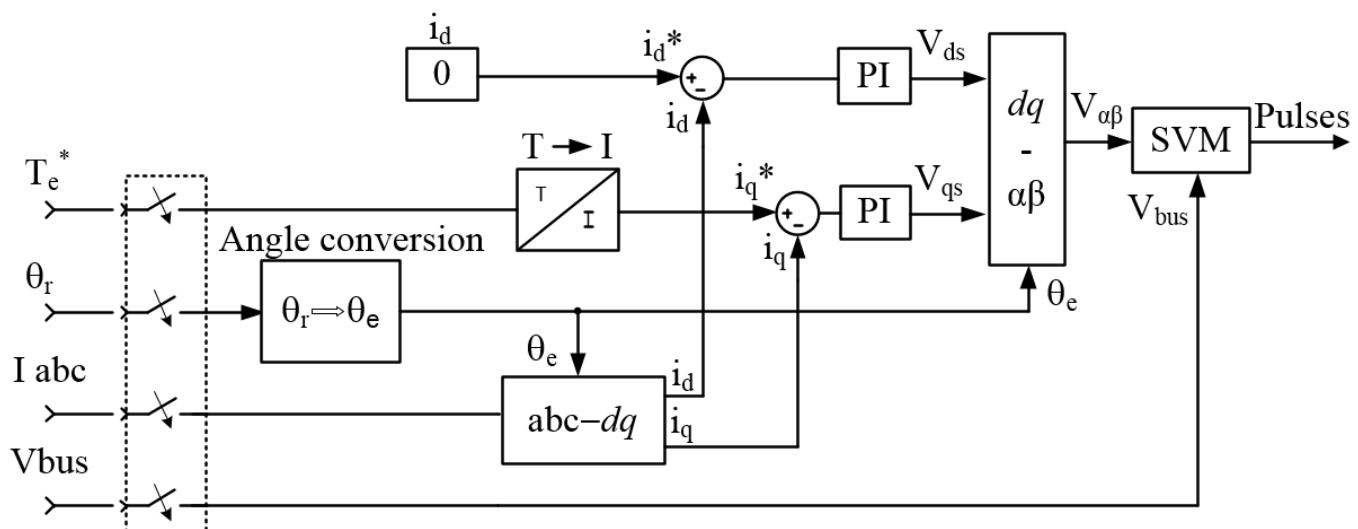 i_d
0
i_d*
+
-
i_d
PI
V_ds
dq
-
αβ
V_αβ
SVM
Pulses
V_bus
T_e*
T → I
T
I
i_q*
+
-
i_q
PI
V_qs
Angle conversion
θ_r
θ_r⇒θ_e
θ_e
θ_e
I abc
abc–dq
i_d
i_q
Vbus